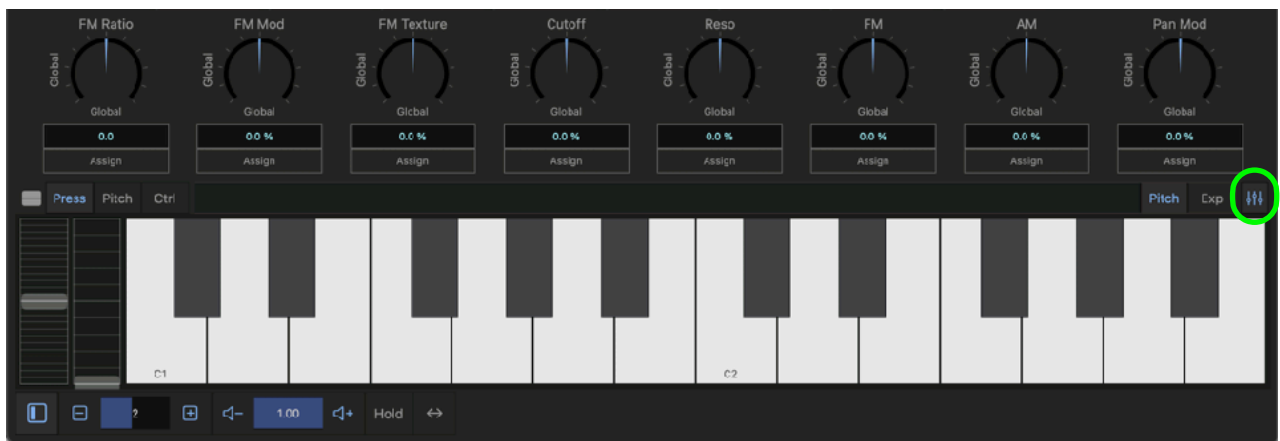 FM Ratio FM Mod FM Texture Cutoff Reso FM AM Pan Mod
Global Global Global Global Global Global Global Global
Global Global Global Global Global Global Global Global
0.0 0.0 % 0.0 % 0.0 % 0.0 % 0.0 % 0.0 % 0.0 %
Assign Assign Assign Assign Assign Assign Assign Assign
Press Pitch Ctrl Pitch Exp
C1 C2
2 1.00 Hold